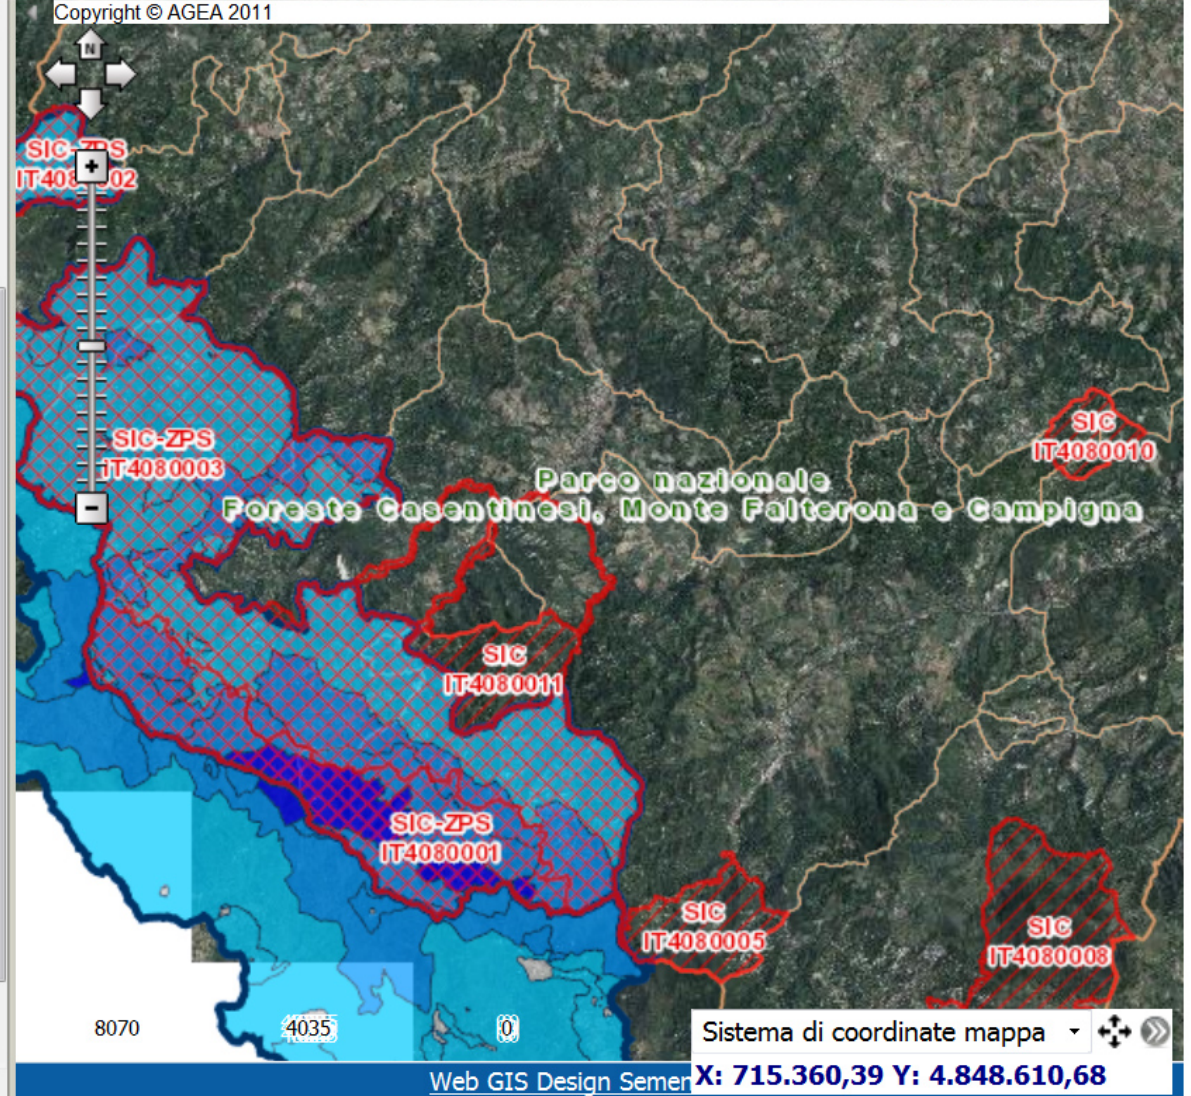 Copyright © AGEA 2011
N
SIC-ZPS
+
SIC
IT4080010
SIC-ZPS
IT4080003
Parco nazionale
Foreste Casentinesi, Monte Falterona e Campigna
-
SIC
IT4080011
SIC-ZPS
IT4080001
SIC
IT4080005
SIC
IT4080008
8070 4035 0
Sistema di coordinate mappa
Web GIS Design
X: 715.360,39 Y: 4.848.610,68